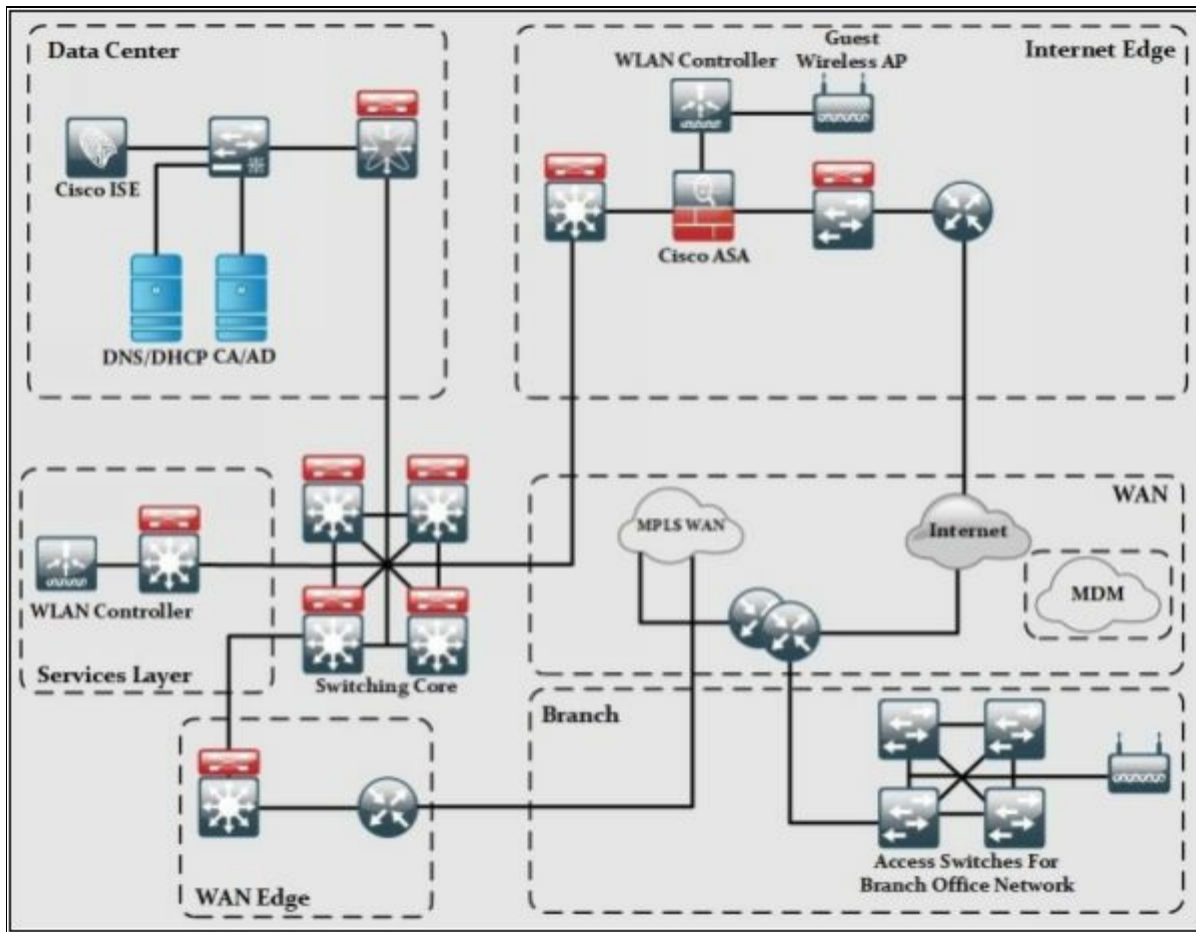 Data Center
Cisco ISE
DNS/DHCP CA/AD
Internet Edge
Guest
WLAN Controller Wireless AP
Cisco ASA
Services Layer
WLAN Controller
Switching Core
WAN
MPLS WAN
Internet
MDM
WAN Edge
Branch
Access Switches For
Branch Office Network